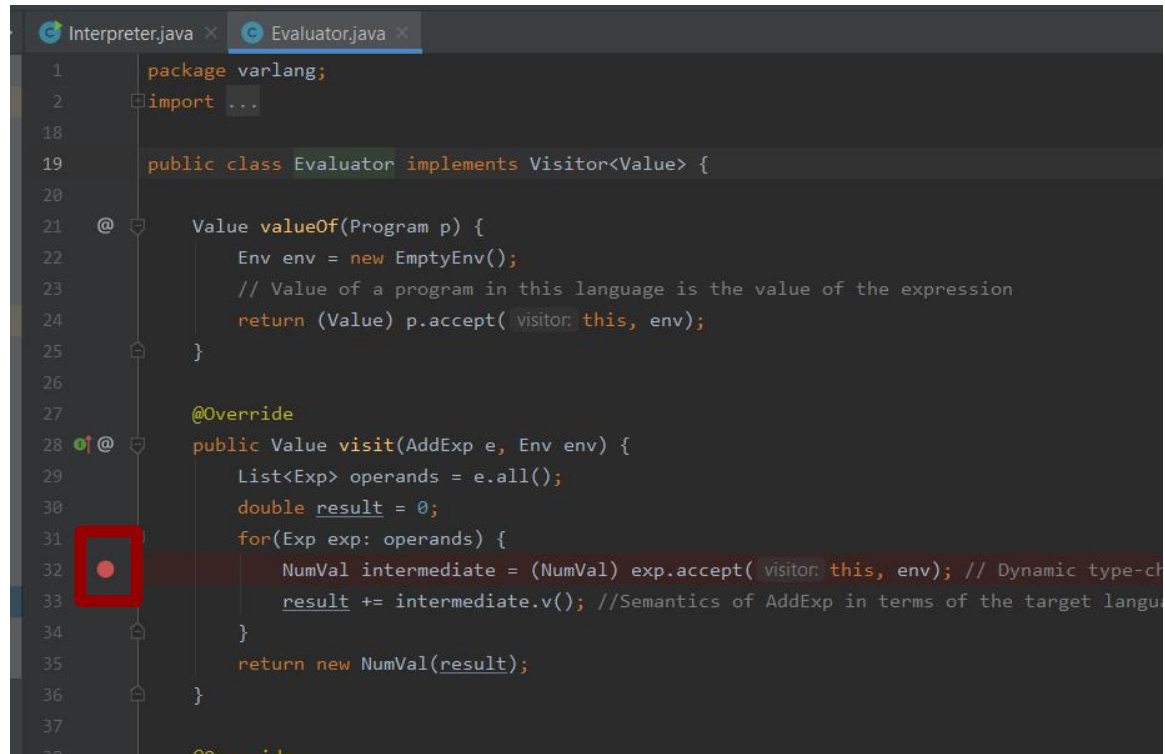 Interpreter.java × Evaluator.java ×
1 package varlang;
2 import ...
18
19 public class Evaluator implements Visitor<Value> {
20
21 @ Value valueOf(Program p) {
22 Env env = new EmptyEnv();
23 // Value of a program in this language is the value of the expression
24 return (Value) p.accept( visitor: this, env);
25 }
26
27 @Override
28 @ public Value visit(AddExp e, Env env) {
29 List<Exp> operands = e.all();
30 double result = 0;
31 for(Exp exp: operands) {
32 NumVal intermediate = (NumVal) exp.accept( visitor: this, env); // Dynamic type-ch
33 result += intermediate.v(); //Semantics of AddExp in terms of the target langu
34 }
35 return new NumVal(result);
36 }
37